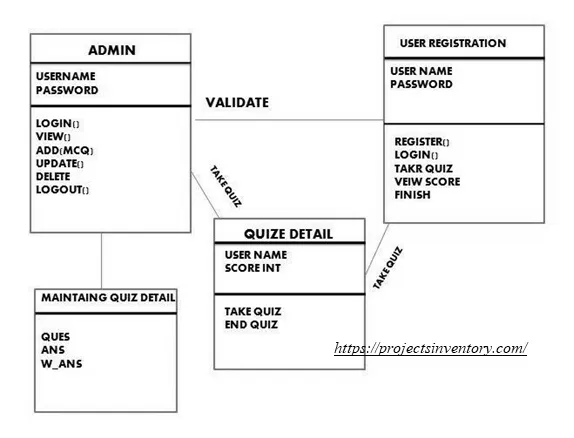 ADMIN
USERNAME
PASSWORD
LOGIN()
VIEW()
ADD(MCQ)
UPDATE()
DELETE
LOGOUT()
VALIDATE
USER REGISTRATION
USER NAME
PASSWORD
REGISTER()
LOGIN()
TAKR QUIZ
VEIW SCORE
FINISH
TAKE QUIZ
QUIZE DETAIL
USER NAME
SCORE INT
TAKE QUIZ
END QUIZ
TAKE QUIZ
MAINTAING QUIZ DETAIL
QUES
ANS
W_ANS
https://projectsinventory.com/